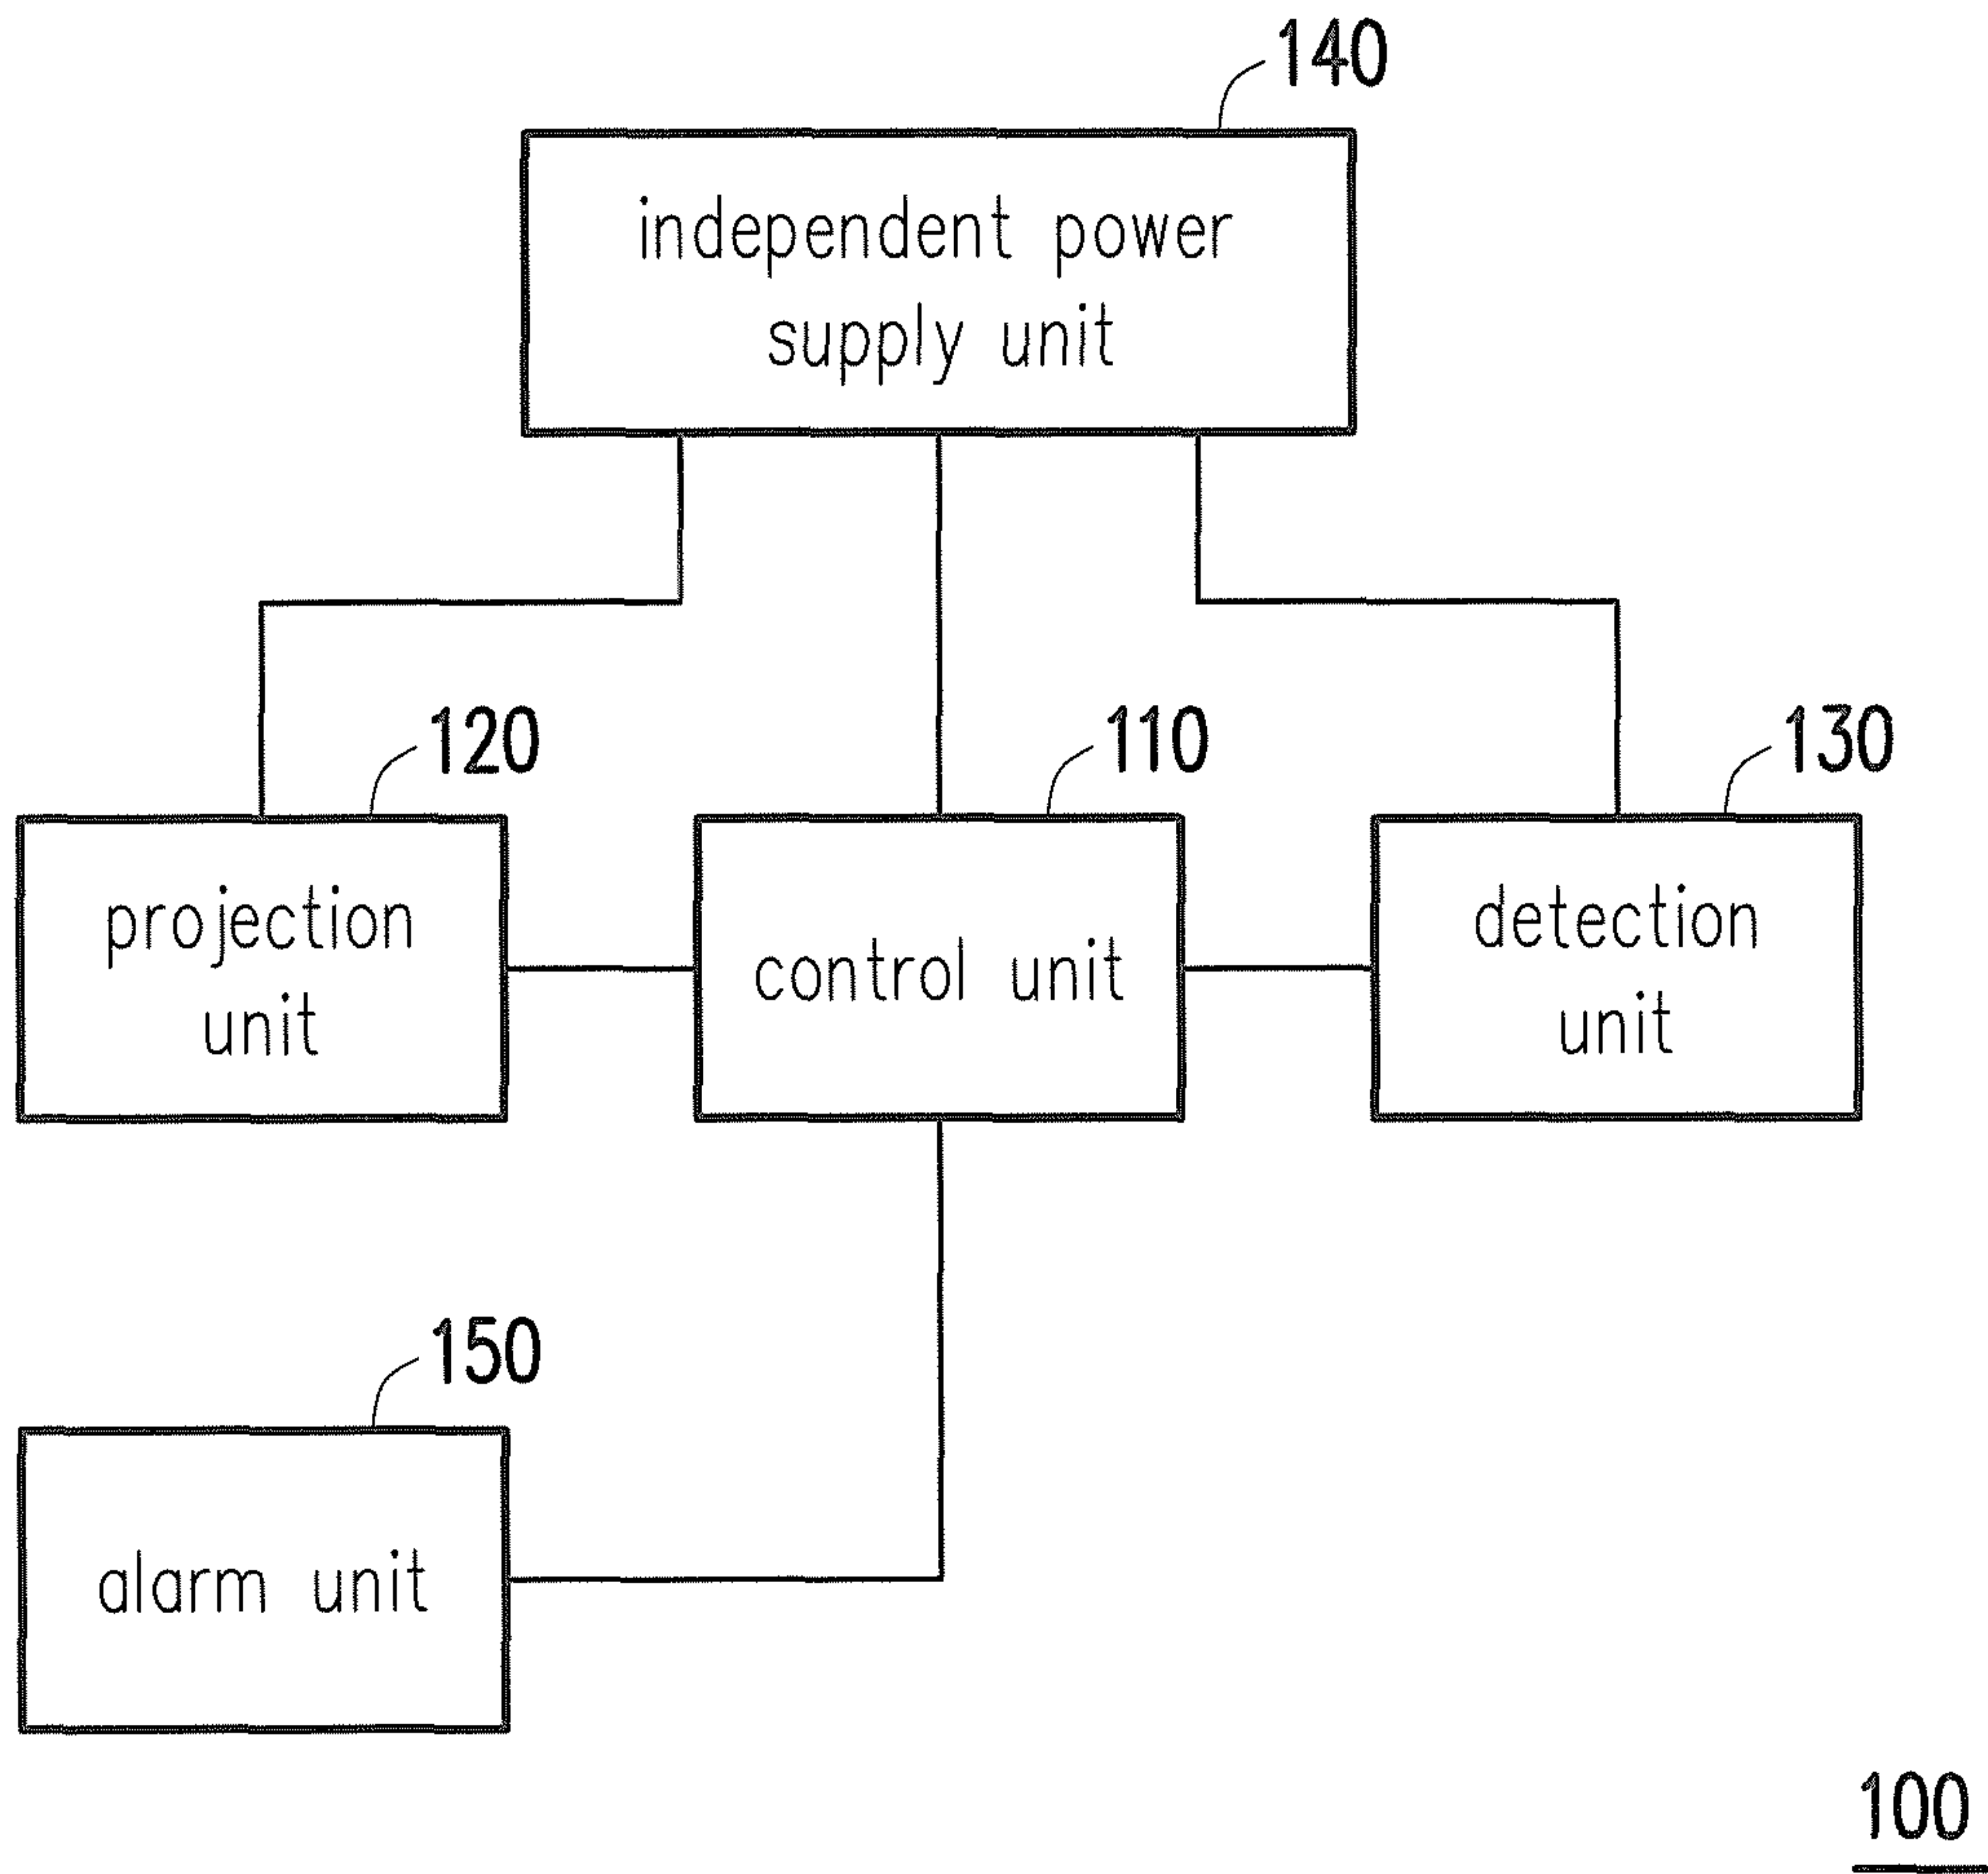 140
independent power
supply unit
120
110
130
projection
unit
control unit
detection
unit
150
alarm unit
100